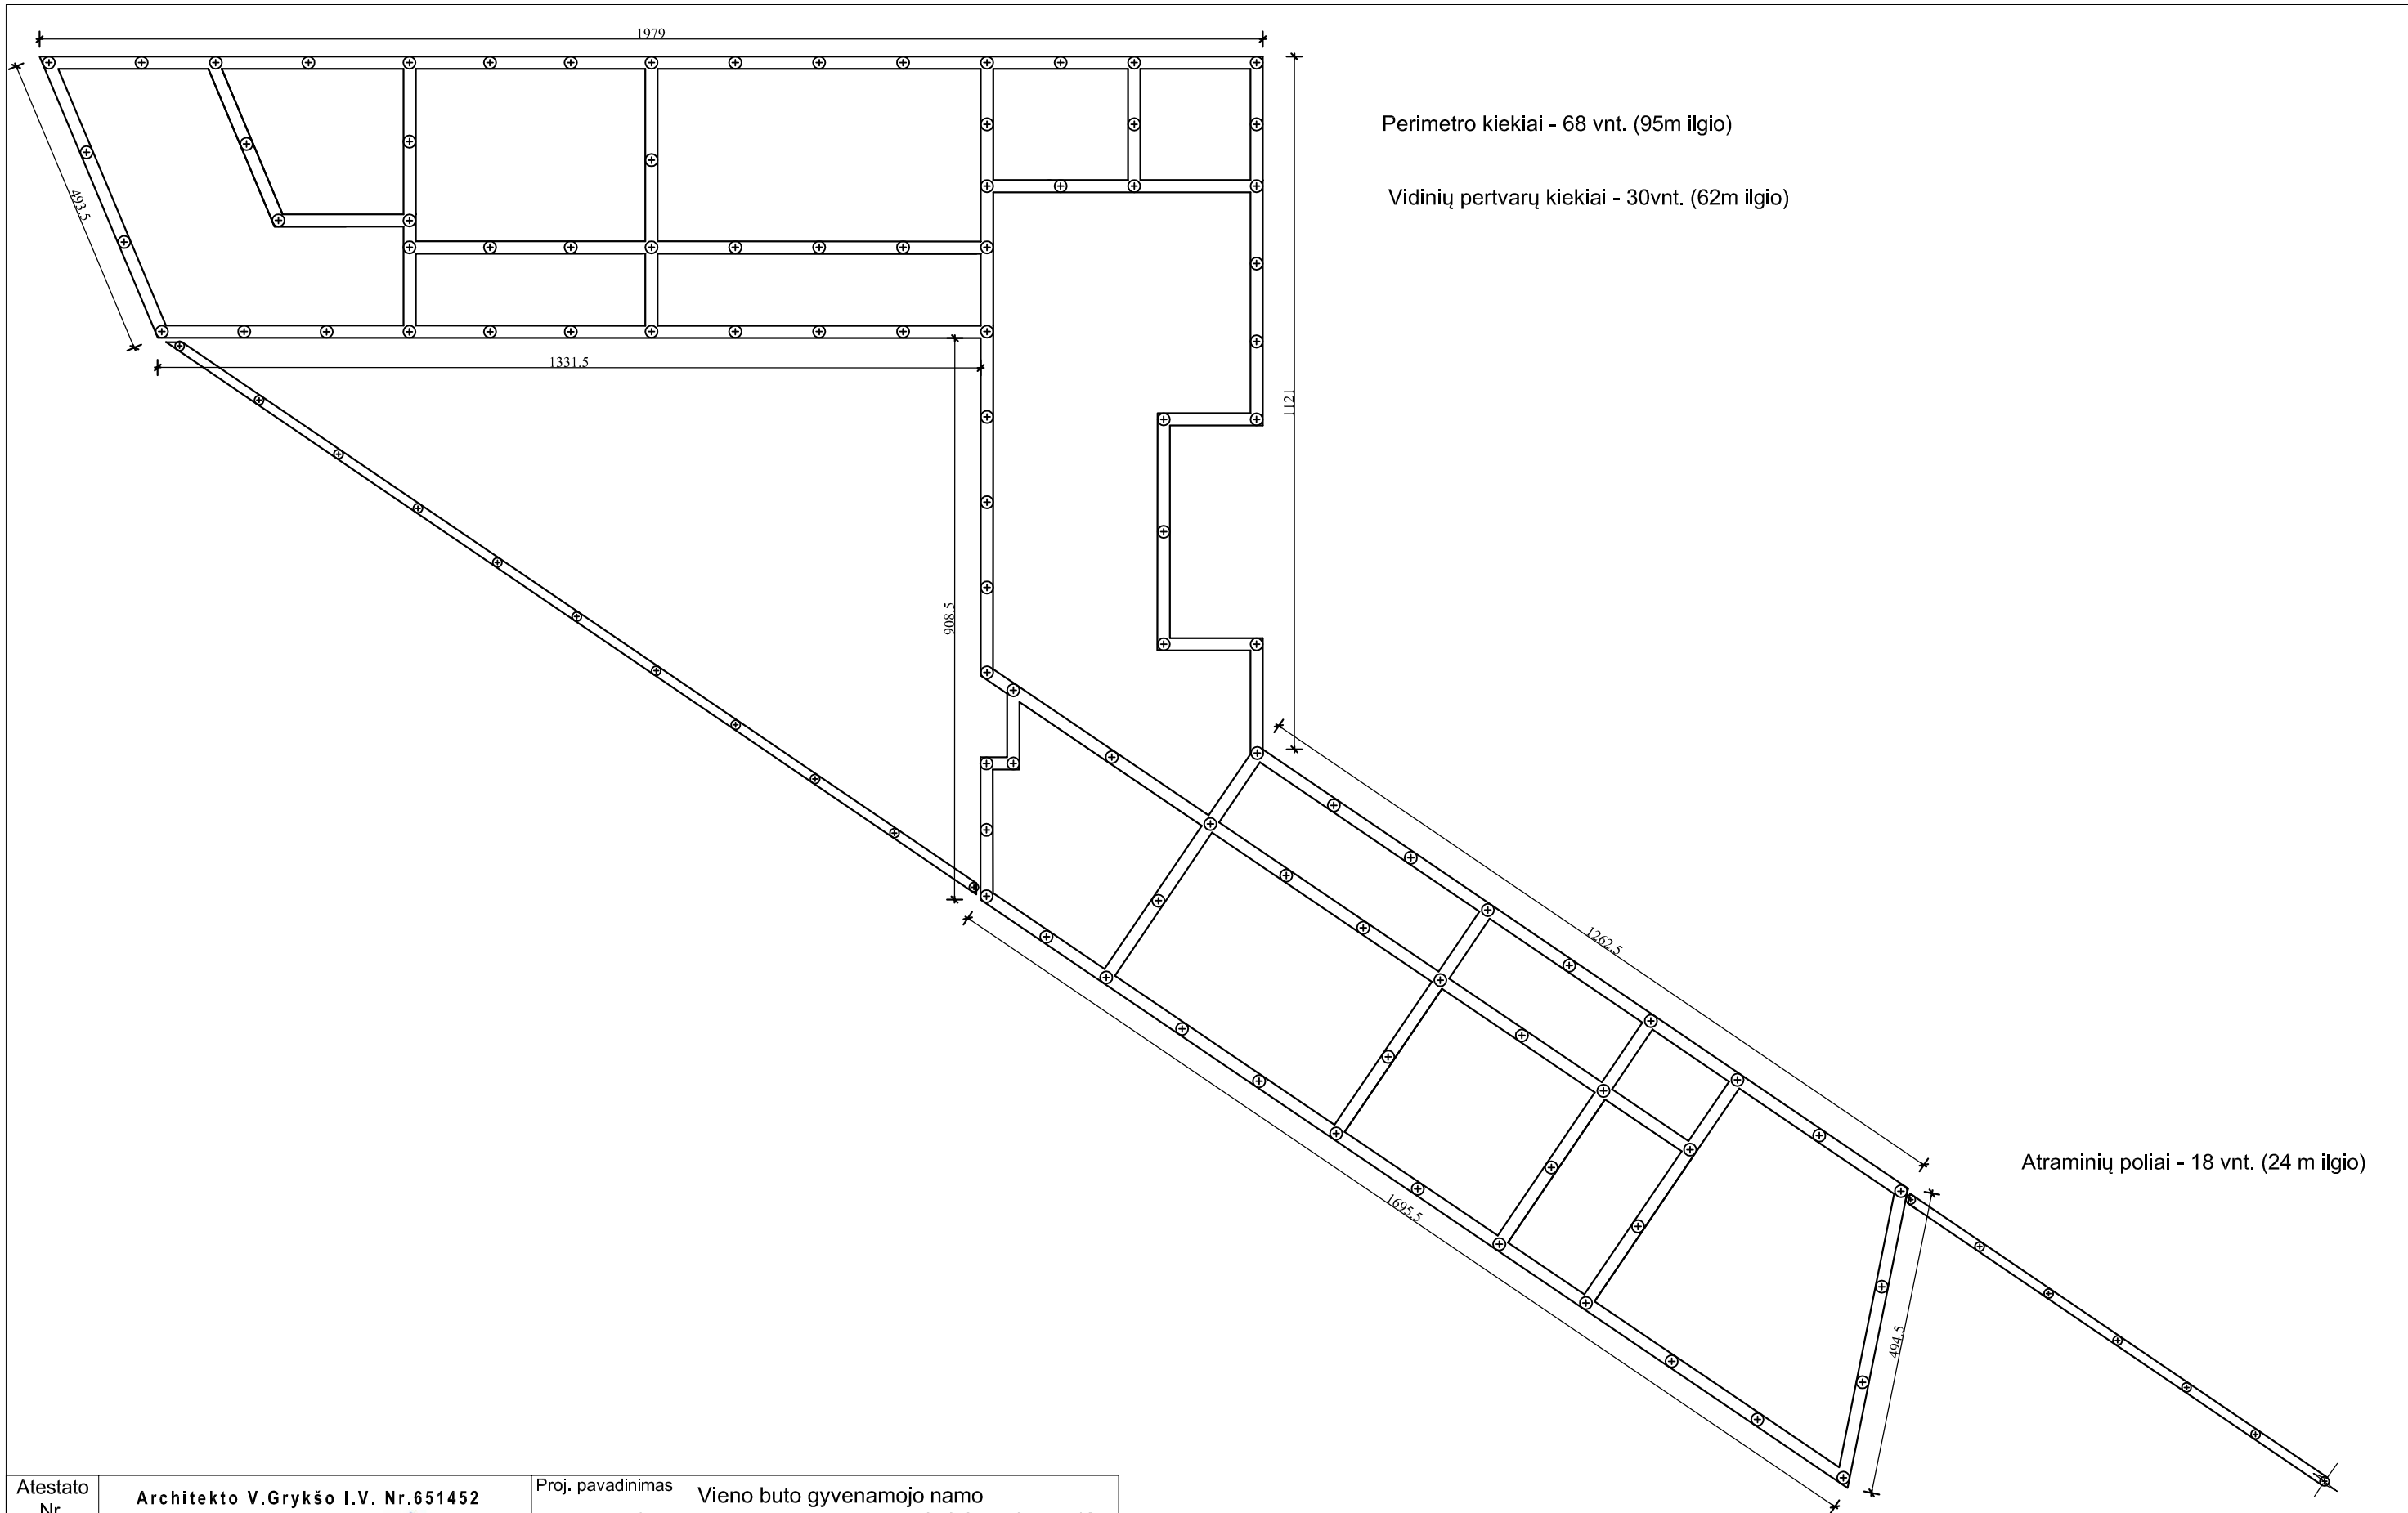 1979
Perimetro kiekiai - 68 vnt. (95m ilgio)
Vidinių pertvarų kiekiai - 30vnt. (62m ilgio)
493.5
1331.5
1121
908.5
1262.5
Atraminių poliai - 18 vnt. (24 m ilgio)
1695.5
494.5
Atestato
Nr
Architekto V.Grykšo I.V. Nr.651452
Proj. pavadinimas
Vieno buto gyvenamojo namo